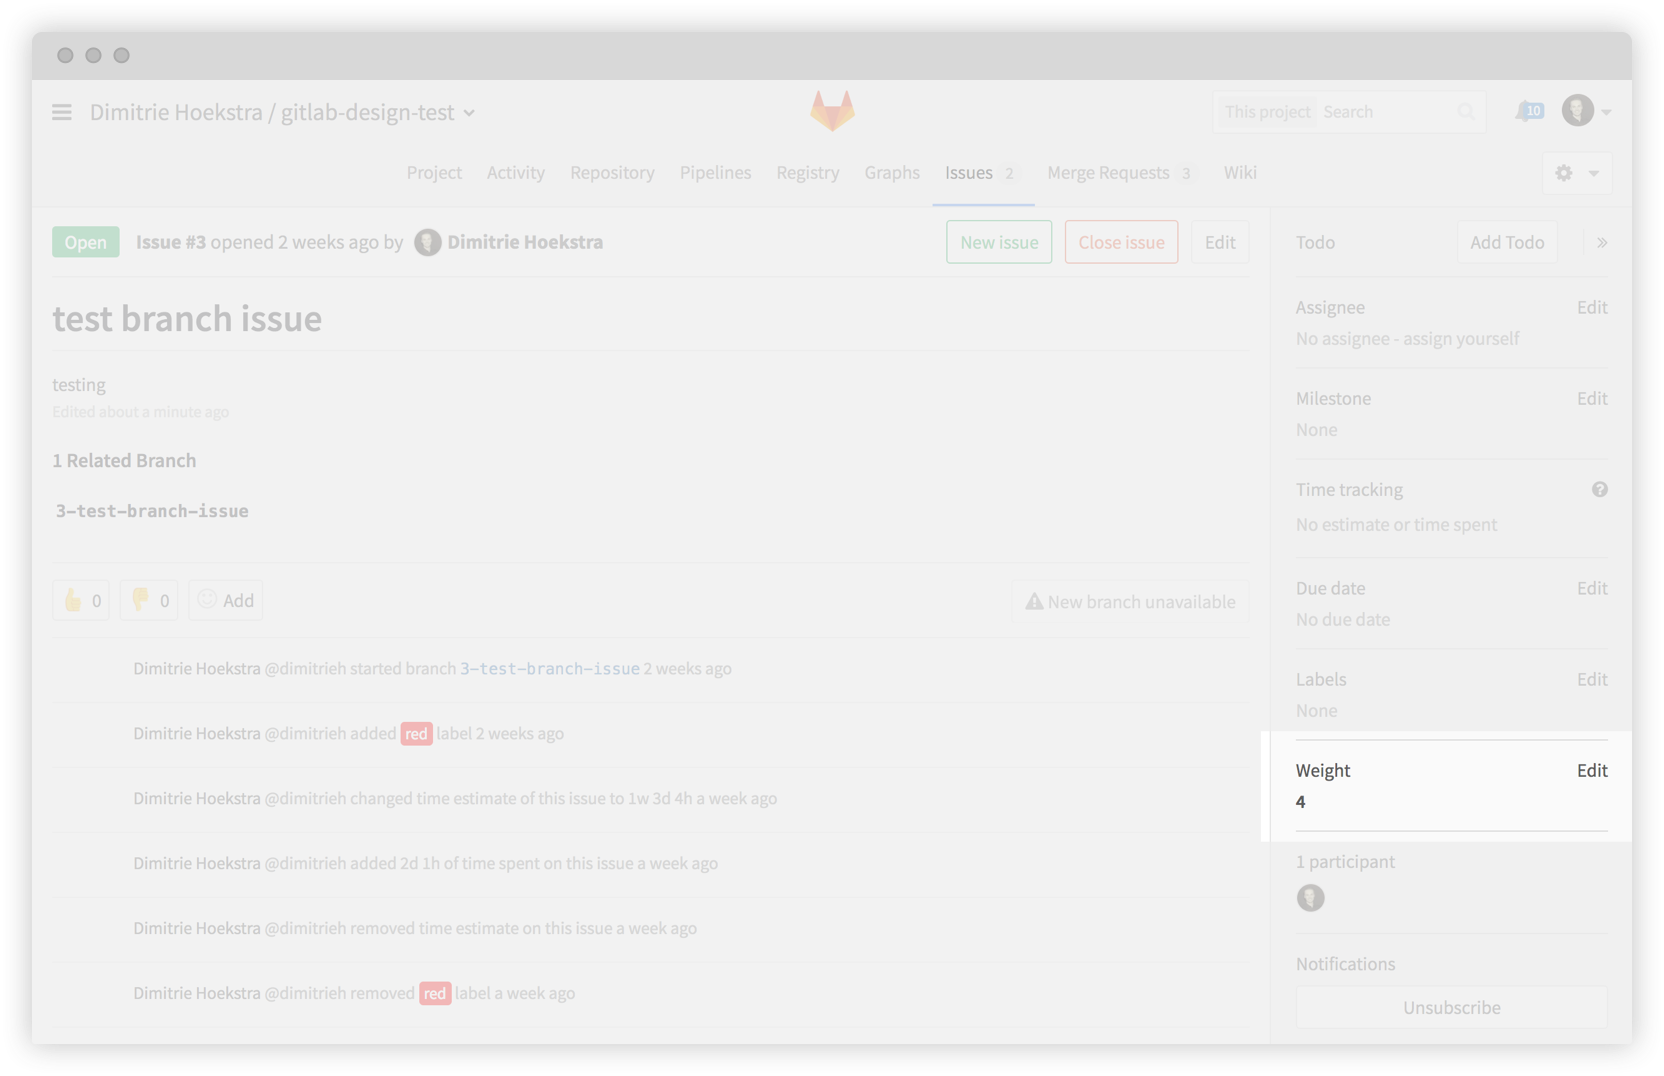 Dimitrie Hoekstra / gitlab-design-test
This project Search
10
Project Activity Repository Pipelines Registry Graphs Issues 2 Merge Requests 3 Wiki
Open Issue #3 opened 2 weeks ago by Dimitrie Hoekstra
New issue Close issue Edit
test branch issue
testing
Edited about a minute ago
1 Related Branch
3-test-branch-issue
0 0 Add
New branch unavailable
Dimitrie Hoekstra @dimitrieh started branch 3-test-branch-issue 2 weeks ago
Dimitrie Hoekstra @dimitrieh added red label 2 weeks ago
Dimitrie Hoekstra @dimitrieh changed time estimate of this issue to 1w 3d 4h a week ago
Dimitrie Hoekstra @dimitrieh added 2d 1h of time spent on this issue a week ago
Dimitrie Hoekstra @dimitrieh removed time estimate on this issue a week ago
Dimitrie Hoekstra @dimitrieh removed red label a week ago
Todo Add Todo »
Assignee Edit
No assignee - assign yourself
Milestone Edit
None
Time tracking ?
No estimate or time spent
Due date Edit
No due date
Labels Edit
None
Weight Edit
4
1 participant
Notifications
Unsubscribe